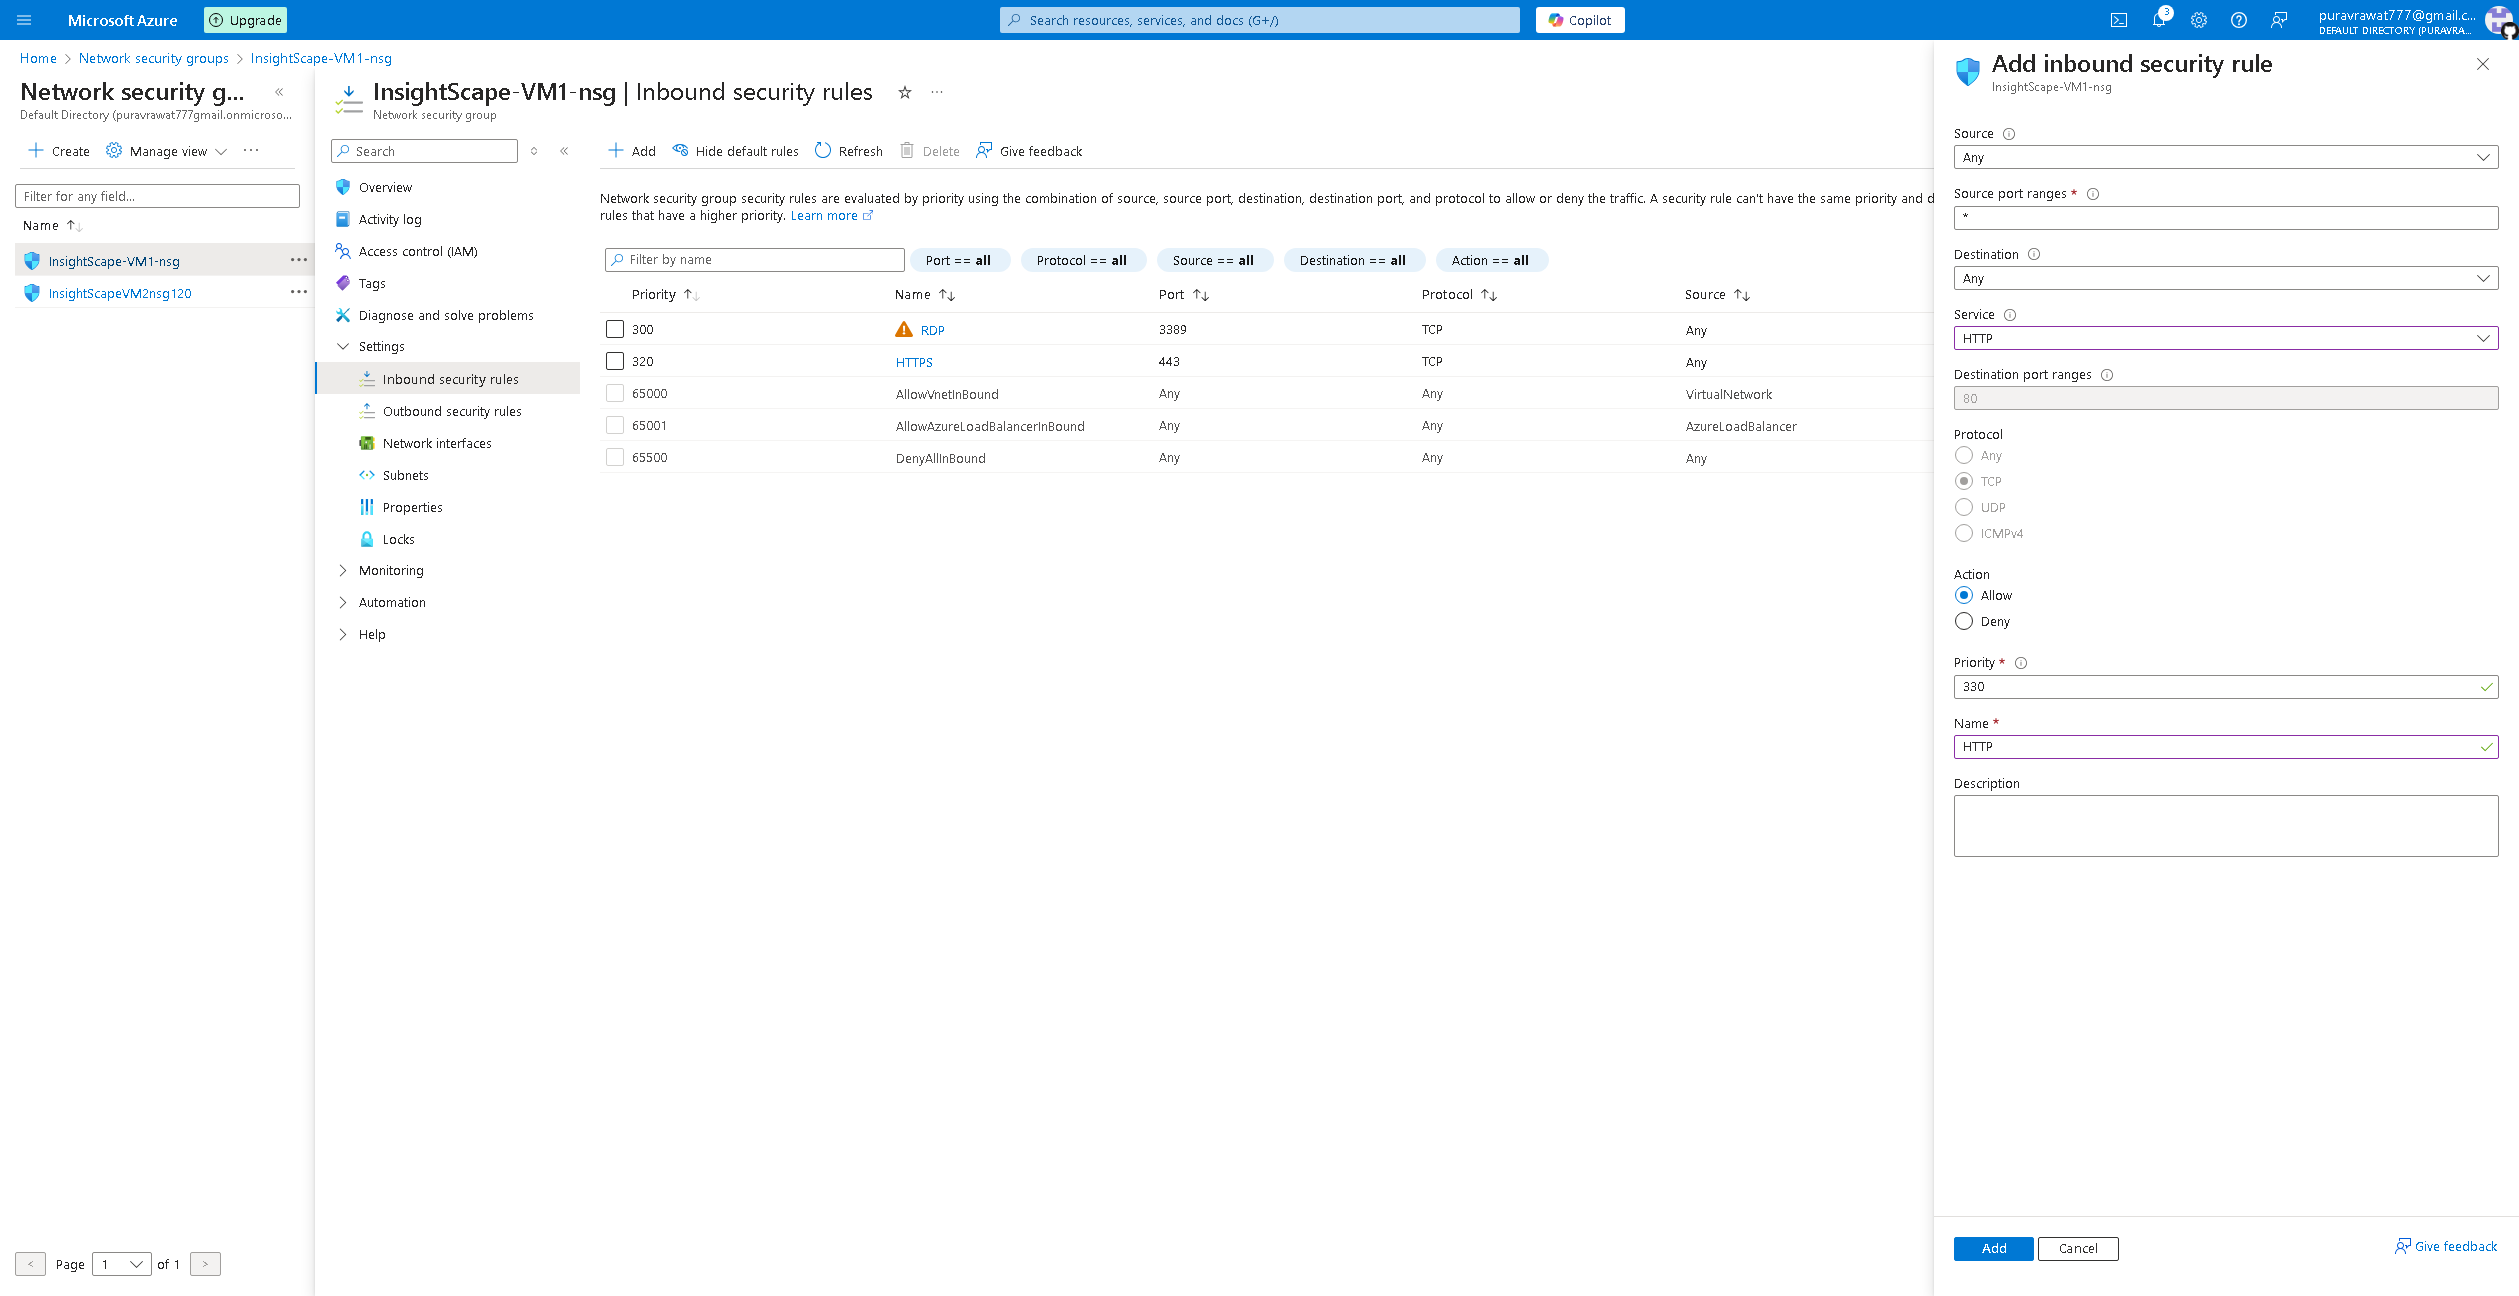 Microsoft Azure
Upgrade
Search resources, services, and docs (G+/)
Copilot
3
puravrawat777@gmail.c...
DEFAULT DIRECTORY (PURAVRA...
Home > Network security groups > InsightScape-VM1-nsg
Network security g...
Default Directory (puravrawat777gmail.onmicroso...
Create
Manage view
Filter for any field...
Name
InsightScape-VM1-nsg
InsightScapeVM2nsg120
< Page 1 of 1 >
InsightScape-VM1-nsg | Inbound security rules
Network security group
Search
Overview
Activity log
Access control (IAM)
Tags
Diagnose and solve problems
Settings
Inbound security rules
Outbound security rules
Network interfaces
Subnets
Properties
Locks
Monitoring
Automation
Help
Add
Hide default rules
Refresh
Delete
Give feedback
Network security group security rules are evaluated by priority using the combination of source, source port, destination, destination port, and protocol to allow or deny the traffic. A security rule can't have the same priority and d
rules that have a higher priority. Learn more
Filter by name
Port == all
Protocol == all
Source == all
Destination == all
Action == all
Priority Name Port Protocol Source
300 RDP 3389 TCP Any
320 HTTPS 443 TCP Any
65000 AllowVnetInBound Any Any VirtualNetwork
65001 AllowAzureLoadBalancerInBound Any Any AzureLoadBalancer
65500 DenyAllInBound Any Any Any
Add inbound security rule
InsightScape-VM1-nsg
Source
Any
Source port ranges *
*
Destination
Any
Service
HTTP
Destination port ranges
80
Protocol
Any
TCP
UDP
ICMPv4
Action
Allow
Deny
Priority *
330
Name *
HTTP
Description
Add
Cancel
Give feedback